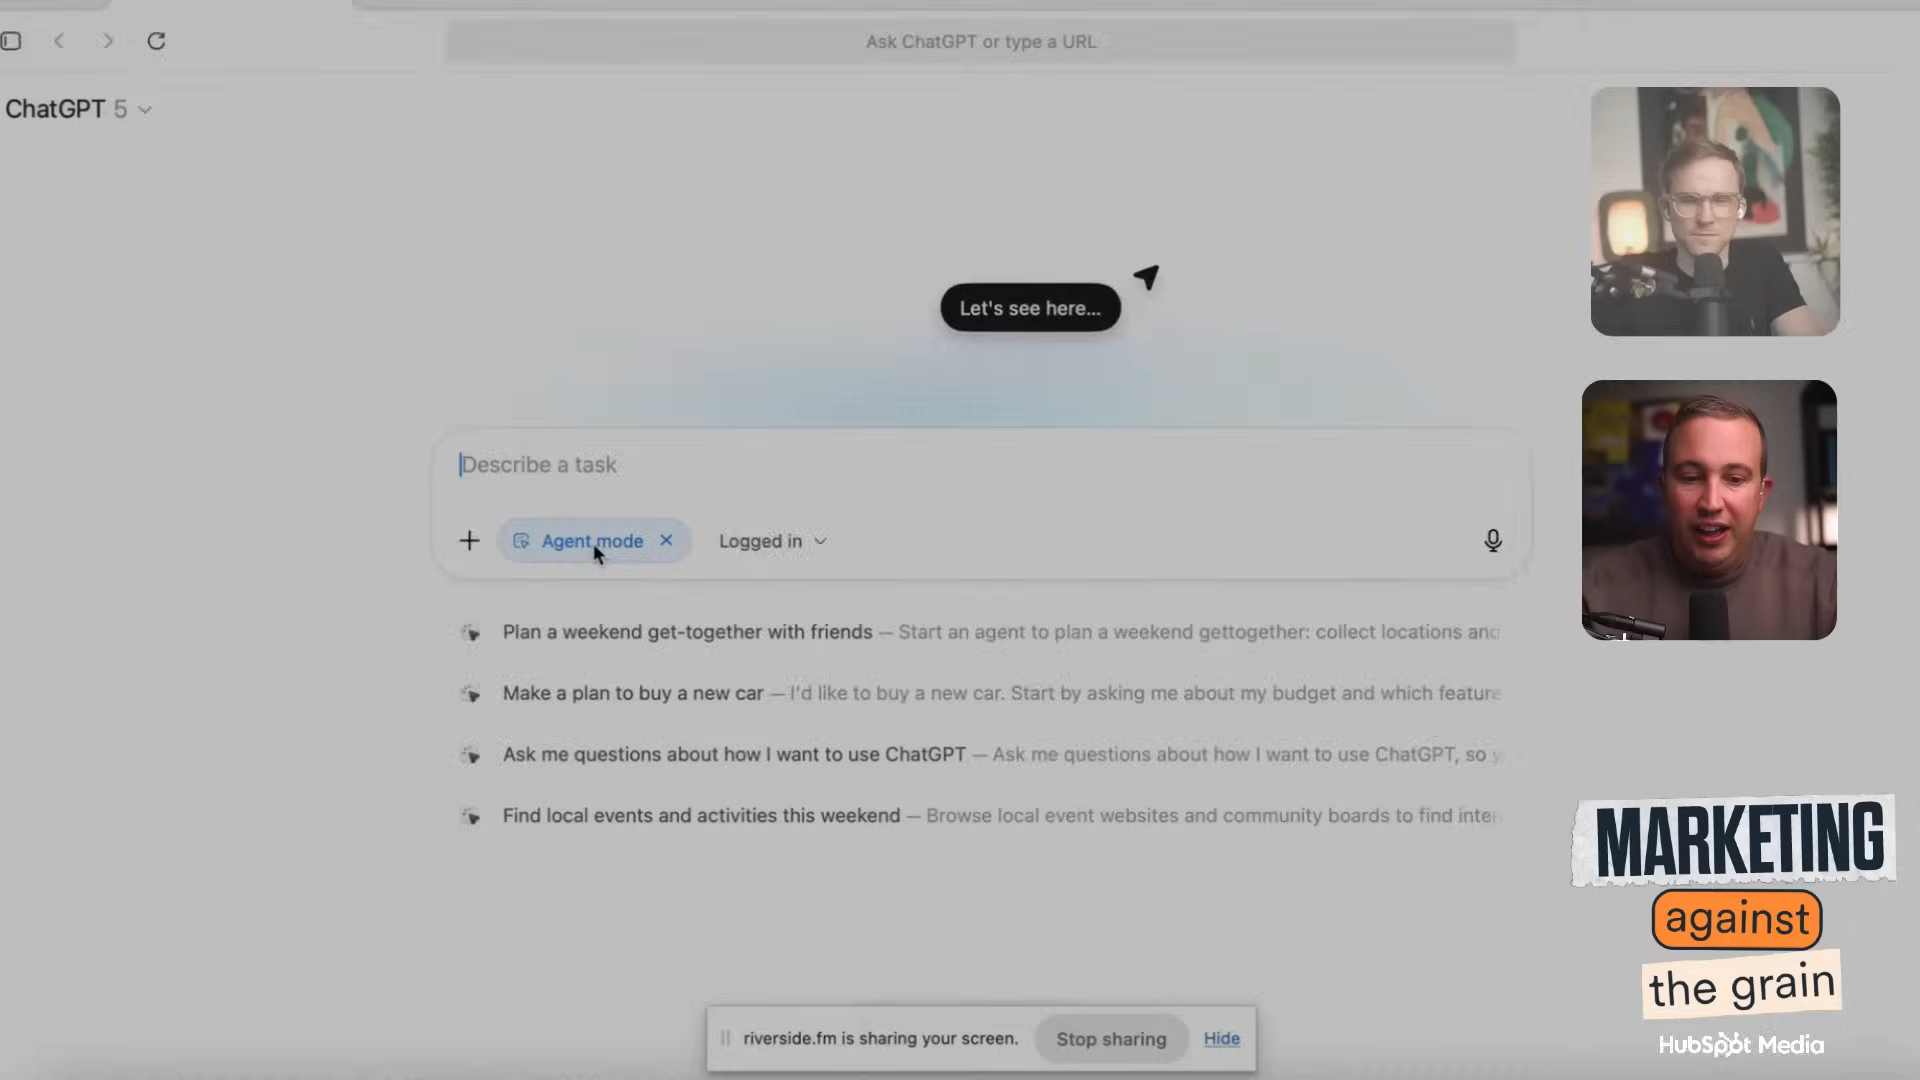 Ask ChatGPT or type a URL
ChatGPT 5
Let's see here...
Describe a task
Agent mode
Logged in
Plan a weekend get-together with friends — Start an agent to plan a weekend gettogether: collect locations and
Make a plan to buy a new car — I'd like to buy a new car. Start by asking me about my budget and which feature
Ask me questions about how I want to use ChatGPT — Ask me questions about how I want to use ChatGPT, so
Find local events and activities this weekend — Browse local event websites and community boards to find
MARKETING
against
the grain
HubSpot Media
riverside.fm is sharing your screen.
Stop sharing
Hide